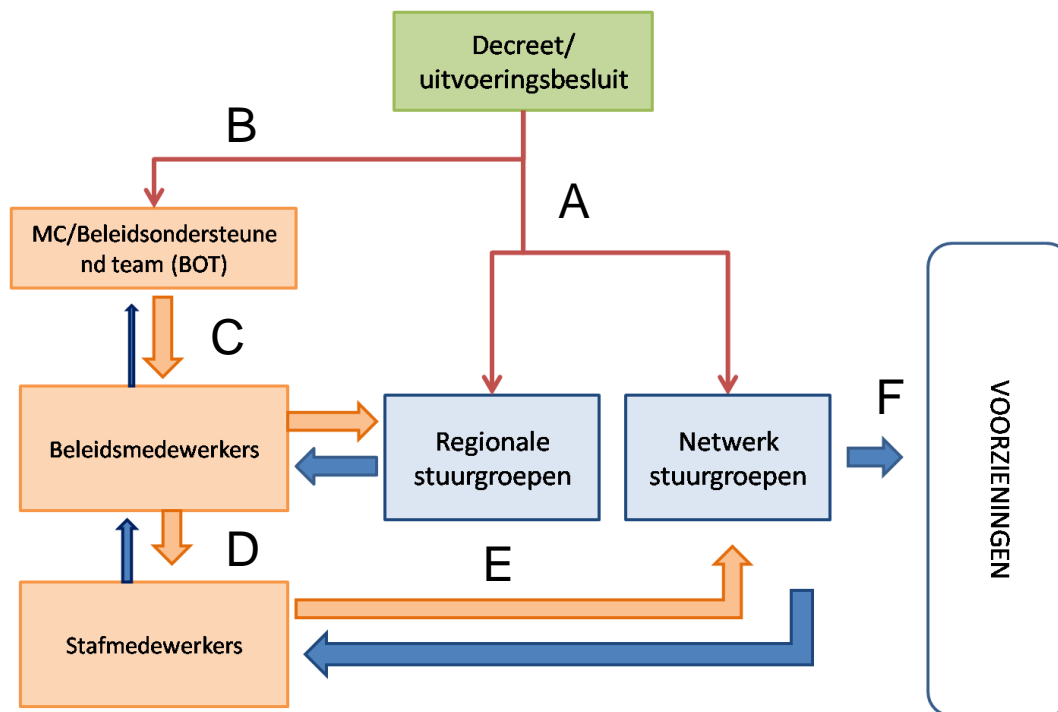 Decreet/
uitvoeringsbesluit
B
A
MC/Beleidsondersteune
nd team (BOT)
C
Beleidsmedewerkers
Regionale
stuurgroepen
Netwerk
stuurgroepen
F
VOORZIENINGEN
D
E
Stafmedewerkers